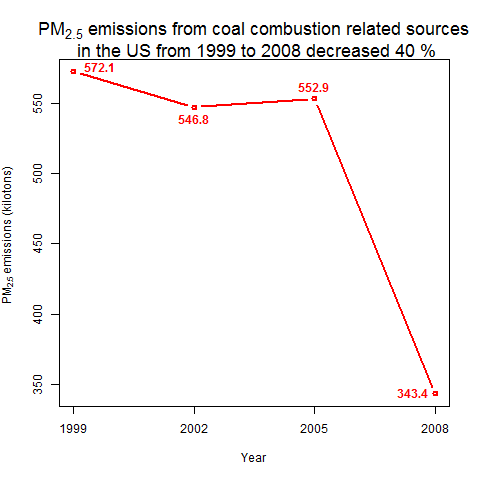 PM2.5 emissions from coal combustion related sources
in the US from 1999 to 2008 decreased 40 %
572.1
546.8
552.9
343.4
PM2.5 emissions (kilotons)
550
500
450
400
350
1999 2002 2005 2008
Year